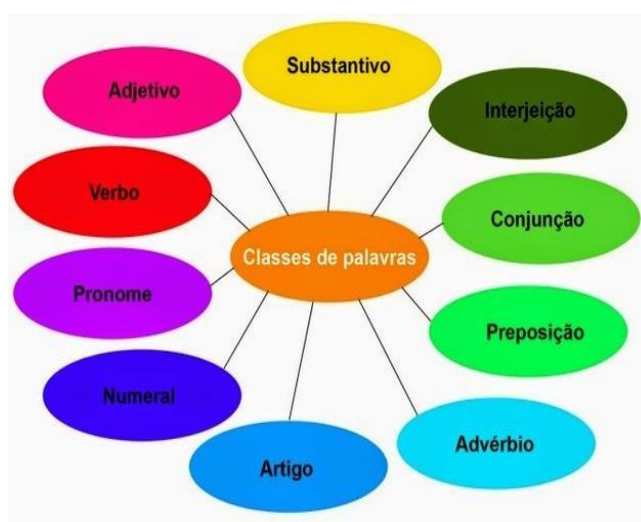 Substantivo
Adjetivo
Interjeição
Verbo
Conjunção
Classes de palavras
Pronome
Preposição
Numeral
Advérbio
Artigo